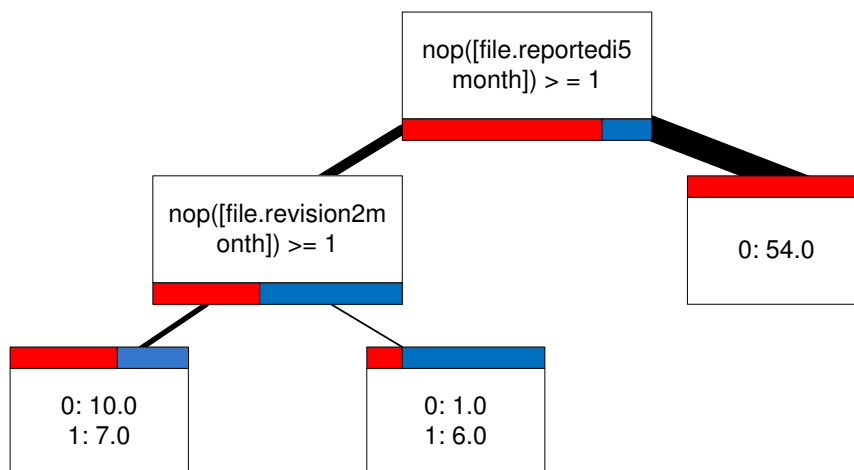 nop([file.reportedi5
month]) > = 1
nop([file.revision2m
onth]) >= 1
0: 54.0
0: 10.0
1: 7.0
0: 1.0
1: 6.0